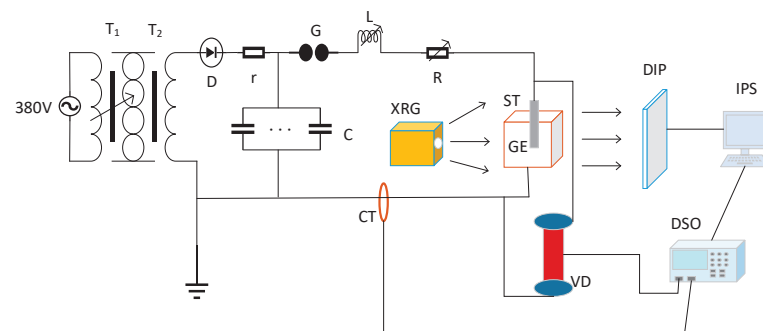 T1 T2 G L
D r R
380V
C
XRG ST DIP IPS
GE
CT DSO
VD